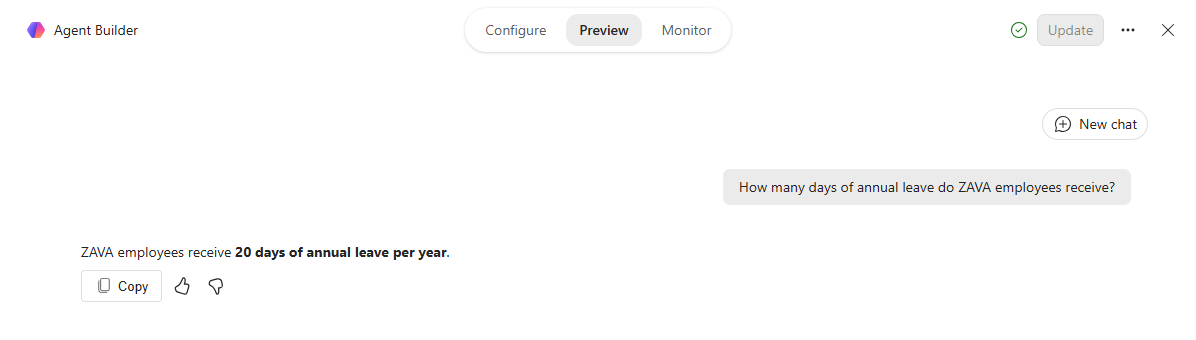 Agent Builder
Configure Preview Monitor
Update
New chat
How many days of annual leave do ZAVA employees receive?
ZAVA employees receive 20 days of annual leave per year.
Copy